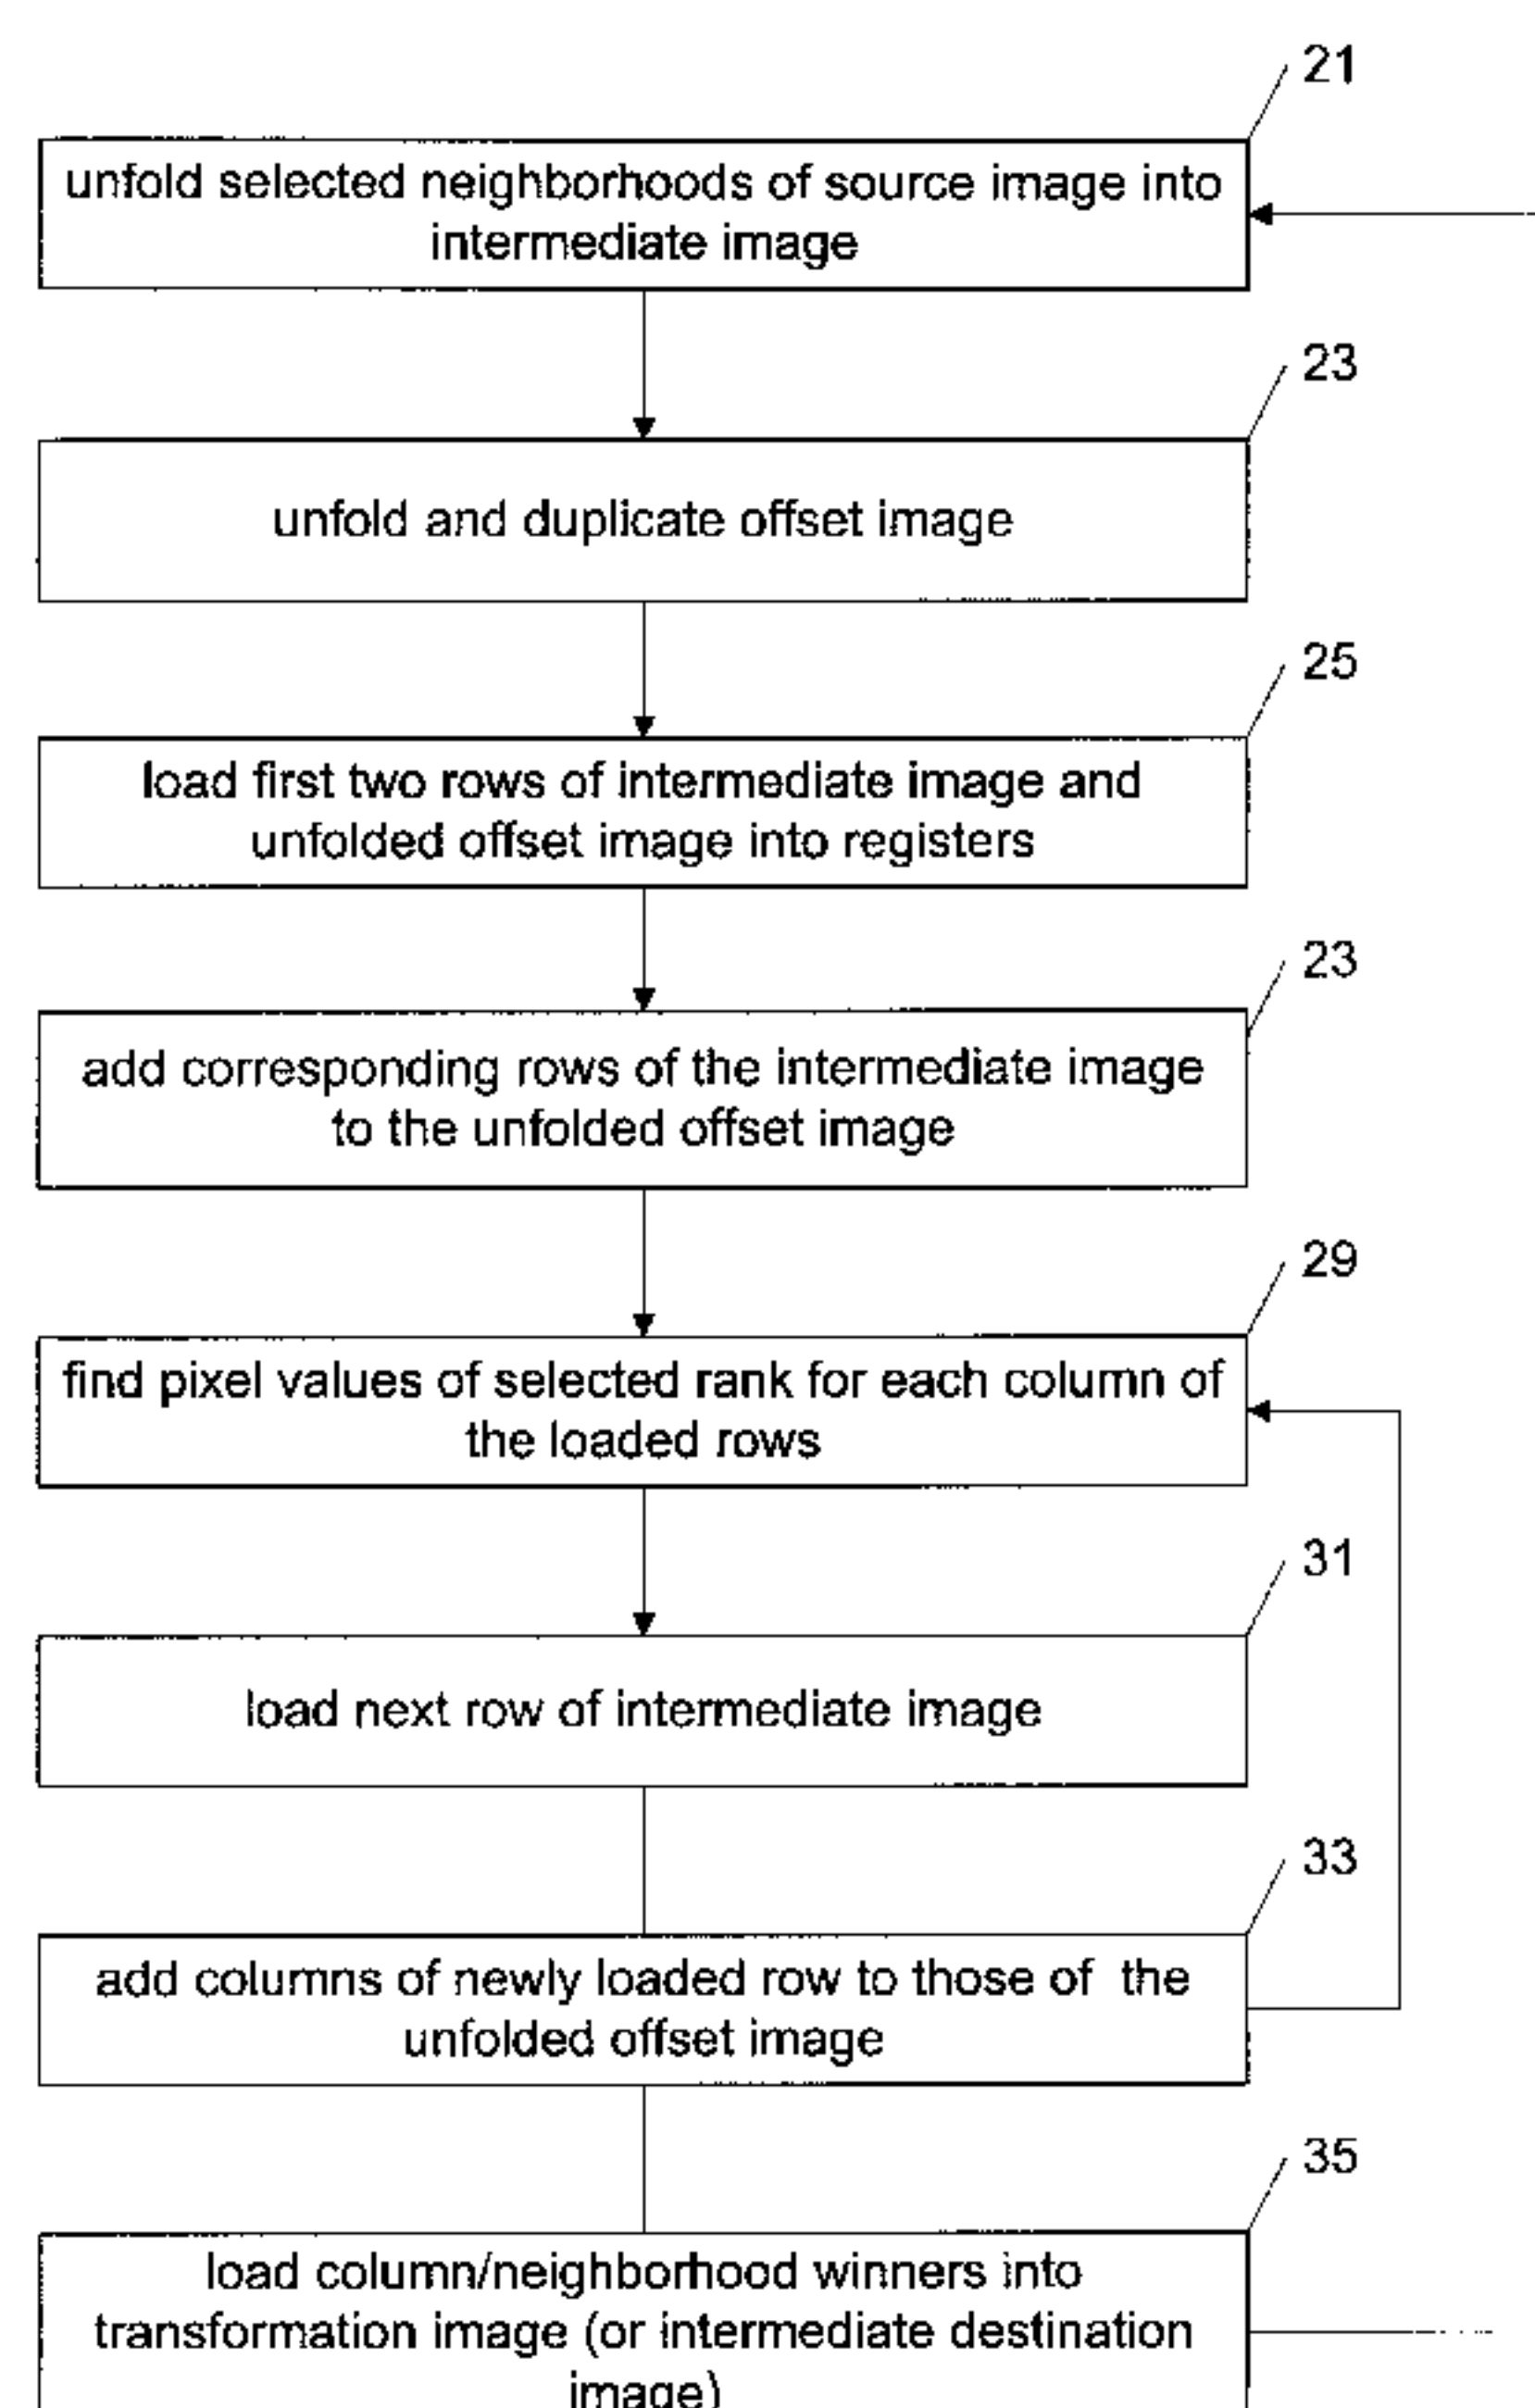 21
unfold selected neighborhoods of source image into
intermediate image
23
unfold and duplicate offset image
25
load first two rows of intermediate image and
unfolded offset image into registers
23
add corresponding rows of the intermediate image
to the unfolded offset image
29
find pixel values of selected rank for each column of
the loaded rows
31
load next row of intermediate image
33
add columns of newly loaded row to those of the
unfolded offset image
35
load column/neighborhood winners into
transformation image (or intermediate destination
image)